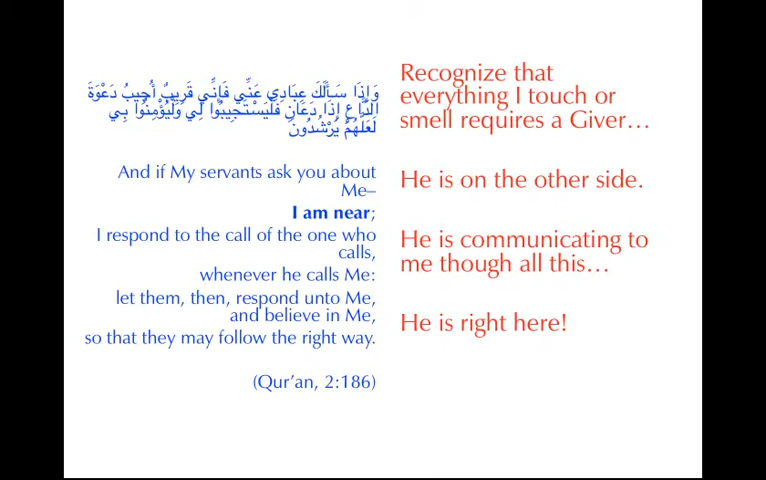 وَإِذَا سَأَلَكَ عِبَادِي عَنِّي فَإِنِّي قَرِيبٌ أُجِيبُ دَعْوَةَ
الدَّاعِ إِذَا دَعَانِ فَلْيَسْتَجِيبُوا لِي وَلْيُؤْمِنُوا بِي
لَعَلَّهُمْ يَرْشُدُونَ
And if My servants ask you about
Me–
I am near;
I respond to the call of the one who
calls,
whenever he calls Me:
let them, then, respond unto Me,
and believe in Me,
so that they may follow the right way.
(Qur’an, 2:186)
Recognize that
everything I touch or
smell requires a Giver…
He is on the other side.
He is communicating to
me though all this…
He is right here!